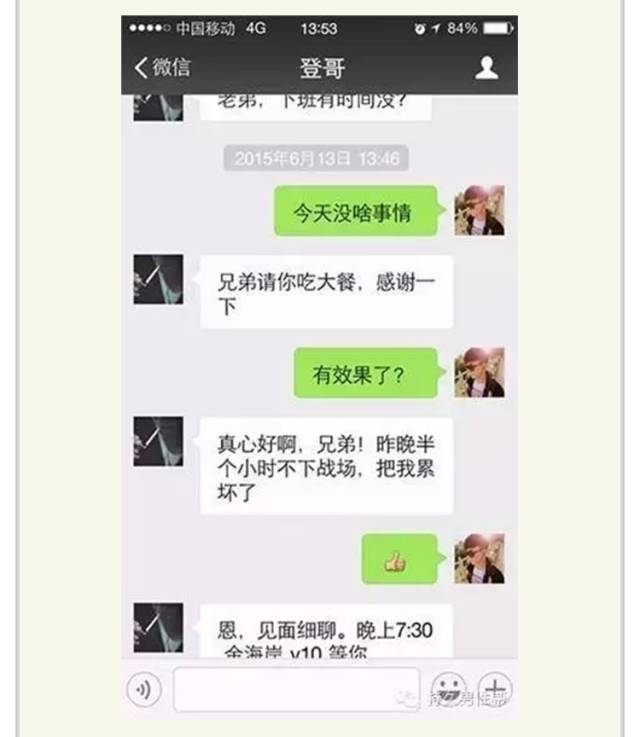 中国移动 4G 13:53 84%
微信 登哥
老弟，下班有时间没？
2015年6月13日 13:46
今天没啥事情
兄弟请你吃大餐，感谢一
下
有效果了？
真心好啊，兄弟！昨晚半
个小时不下战场，把我累
坏了
恩，见面细聊。晚上7:30
金海岸 v10 等你
持久男性帮